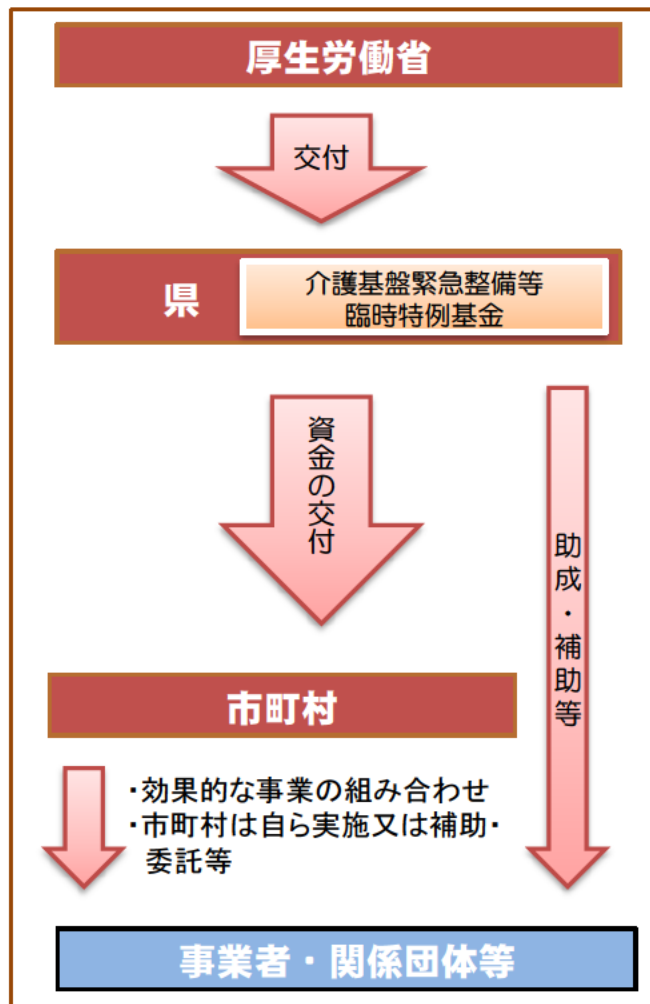 厚生労働省
交付
県
介護基盤緊急整備等
臨時特例基金
資金の交付
助成・補助等
市町村
・効果的な事業の組み合わせ
・市町村は自ら実施又は補助・
委託等
事業者・関係団体等